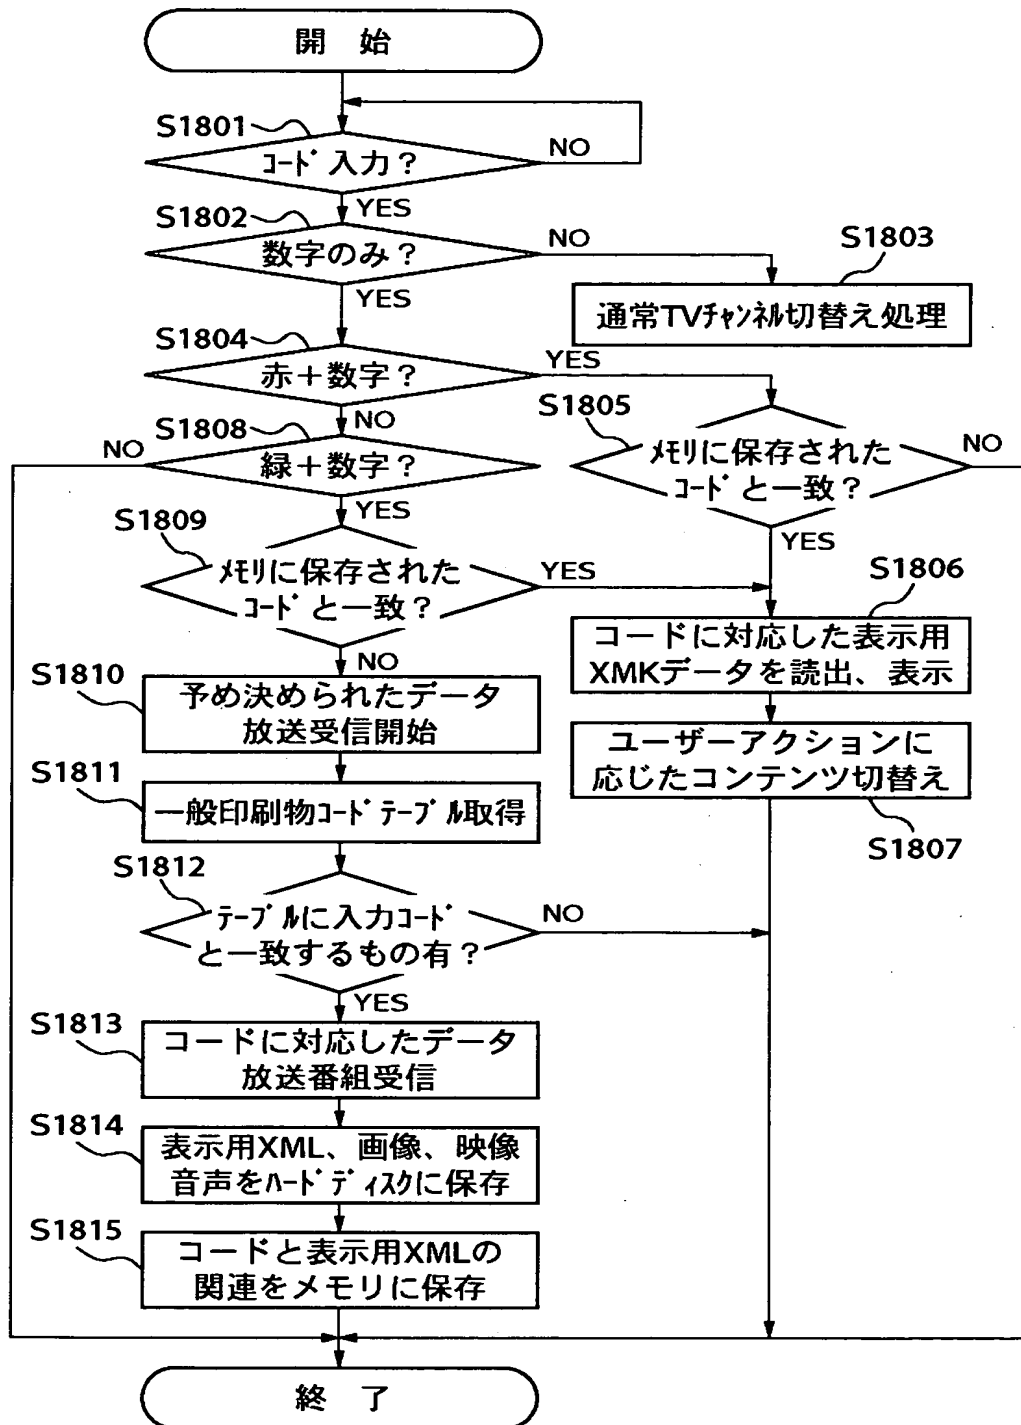 開 始
S1801
コード入力?
NO
YES
S1802
数字のみ?
NO
YES
S1803
通常TVチャンネル切替え処理
S1804
赤+数字?
YES
NO
S1805
メモリに保存された
コードと一致?
NO
YES
S1808
NO
緑+数字?
YES
S1809
メモリに保存された
コードと一致?
YES
NO
S1806
コードに対応した表示用
XMKデータを読出、表示
S1810
予め決められたデータ
放送受信開始
ユーザーアクションに
応じたコンテンツ切替え
S1807
S1811
一般印刷物コードテーブル取得
S1812
テーブルに入力コード
と一致するもの有?
NO
YES
S1813
コードに対応したデータ
放送番組受信
S1814
表示用XML、画像、映像
音声をハードディスクに保存
S1815
コードと表示用XMLの
関連をメモリに保存
終 了